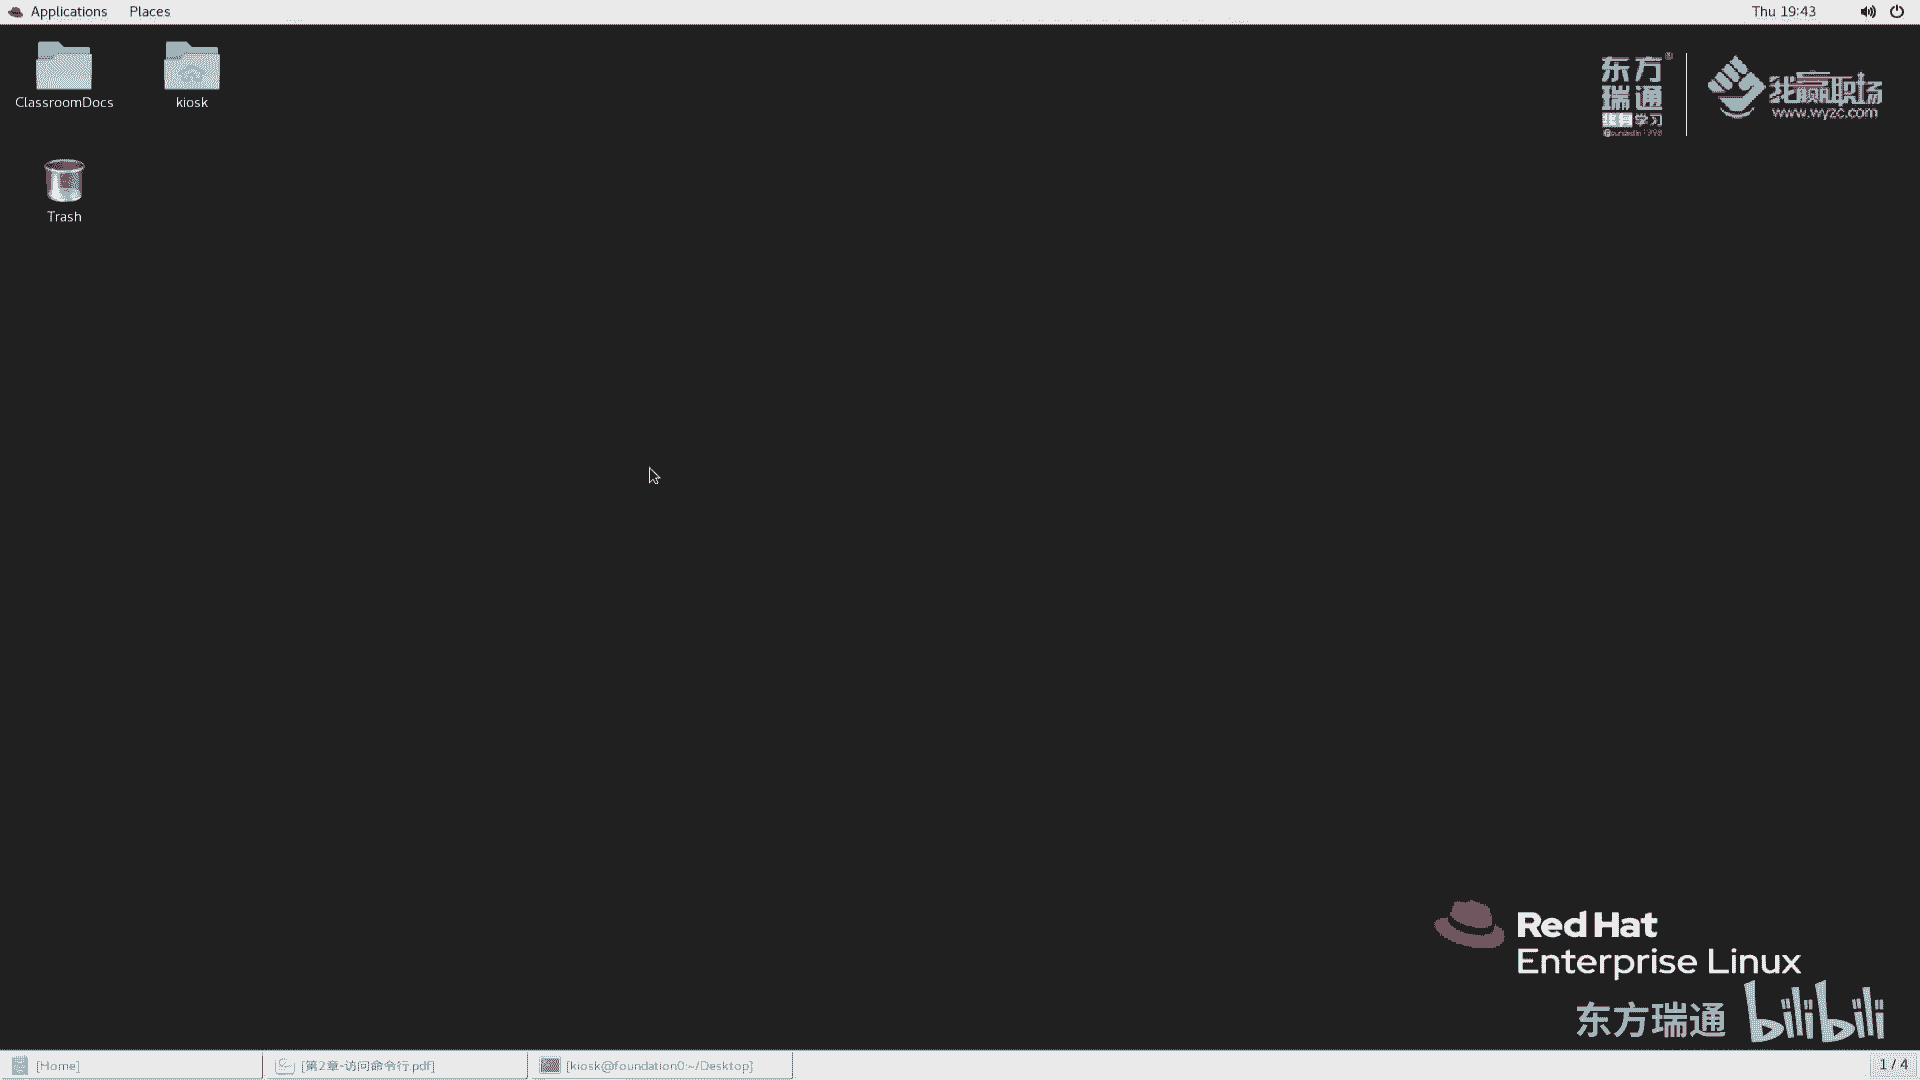 Applications Places
Thu 19:43
ClassroomDocs
kiosk
Trash
东方
瑞通
学习
我赢职场
www.wyzc.com
Red Hat
Enterprise Linux
东方瑞通 bilibili
[Home]
[第2章-访问命令行.pdf]
[kiosk@foundation0:~/Desktop]
1 / 4